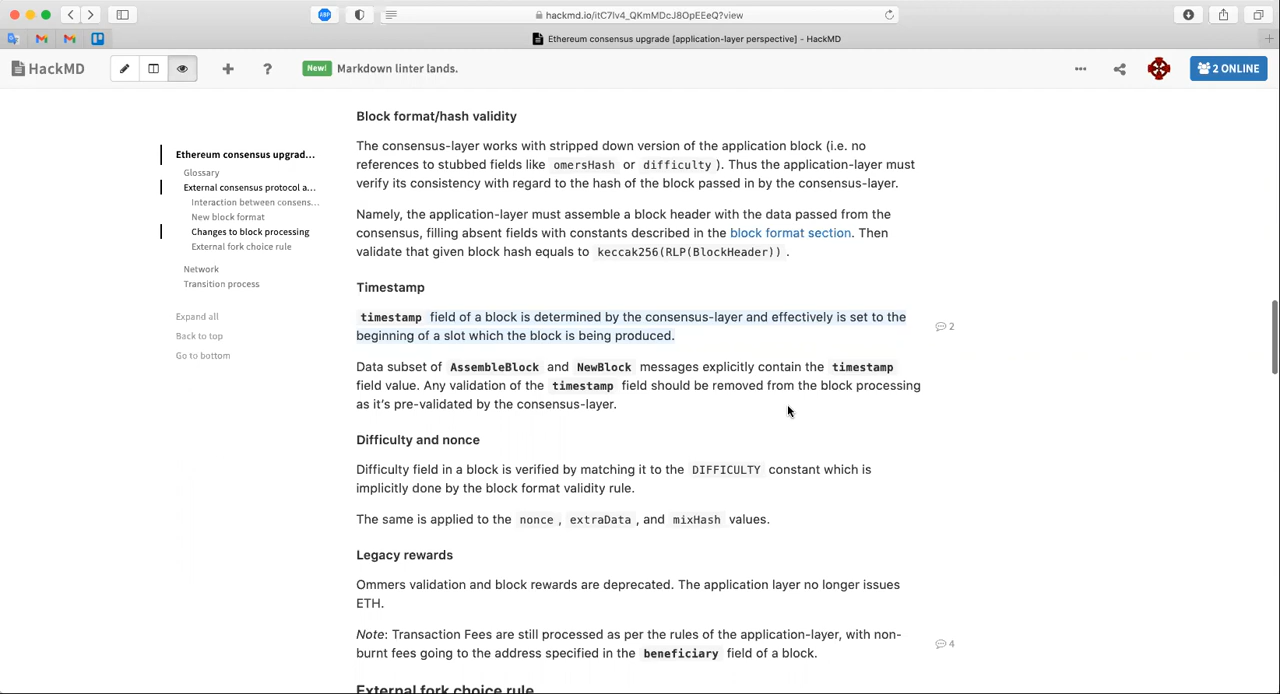 hackmd.io/itC7lv4_QKmMDcJ8OpEEeQ?view
Ethereum consensus upgrade [application-layer perspective] - HackMD
HackMD
New! Markdown linter lands.
2 ONLINE
Ethereum consensus upgrad...
Glossary
External consensus protocol a...
Interaction between consens...
New block format
Changes to block processing
External fork choice rule
Network
Transition process
Expand all
Back to top
Go to bottom
Block format/hash validity
The consensus-layer works with stripped down version of the application block (i.e. no
references to stubbed fields like omersHash or difficulty ). Thus the application-layer must
verify its consistency with regard to the hash of the block passed in by the consensus-layer.
Namely, the application-layer must assemble a block header with the data passed from the
consensus, filling absent fields with constants described in the block format section. Then
validate that given block hash equals to keccak256(RLP(BlockHeader)) .
Timestamp
timestamp field of a block is determined by the consensus-layer and effectively is set to the
beginning of a slot which the block is being produced.
2
Data subset of AssembleBlock and NewBlock messages explicitly contain the timestamp
field value. Any validation of the timestamp field should be removed from the block processing
as it's pre-validated by the consensus-layer.
Difficulty and nonce
Difficulty field in a block is verified by matching it to the DIFFICULTY constant which is
implicitly done by the block format validity rule.
The same is applied to the nonce , extraData , and mixHash values.
Legacy rewards
Ommers validation and block rewards are deprecated. The application layer no longer issues
ETH.
Note: Transaction Fees are still processed as per the rules of the application-layer, with non-
burnt fees going to the address specified in the beneficiary field of a block.
4
External fork choice rule